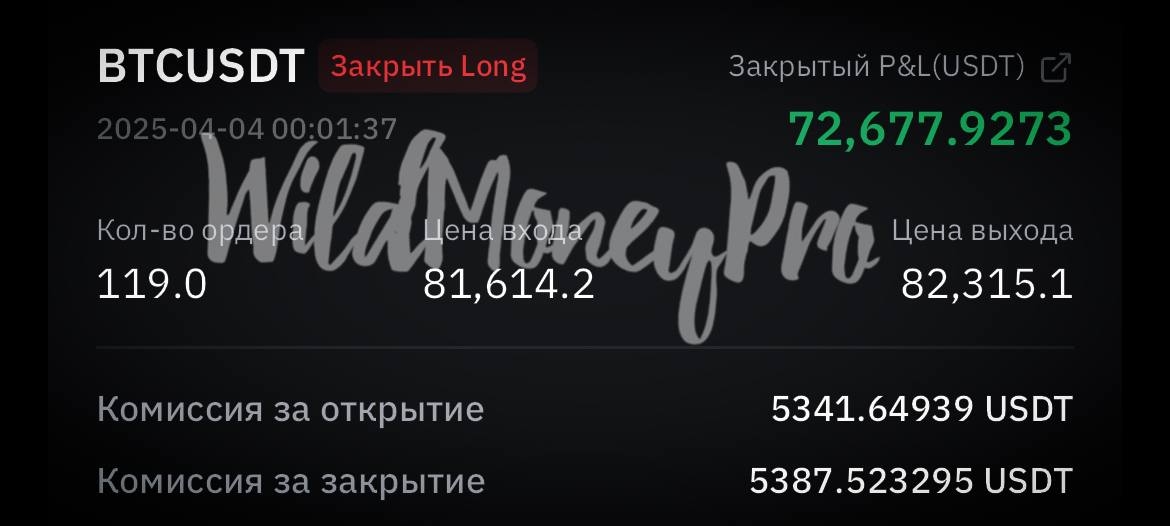 BTCUSDT Закрыть Long Закрытый P&L(USDT)
2025-04-04 00:01:37 72,677.9273
WildMoneyPro
Кол-во ордера Цена входа Цена выхода
119.0 81,614.2 82,315.1
Комиссия за открытие 5341.64939 USDT
Комиссия за закрытие 5387.523295 USDT